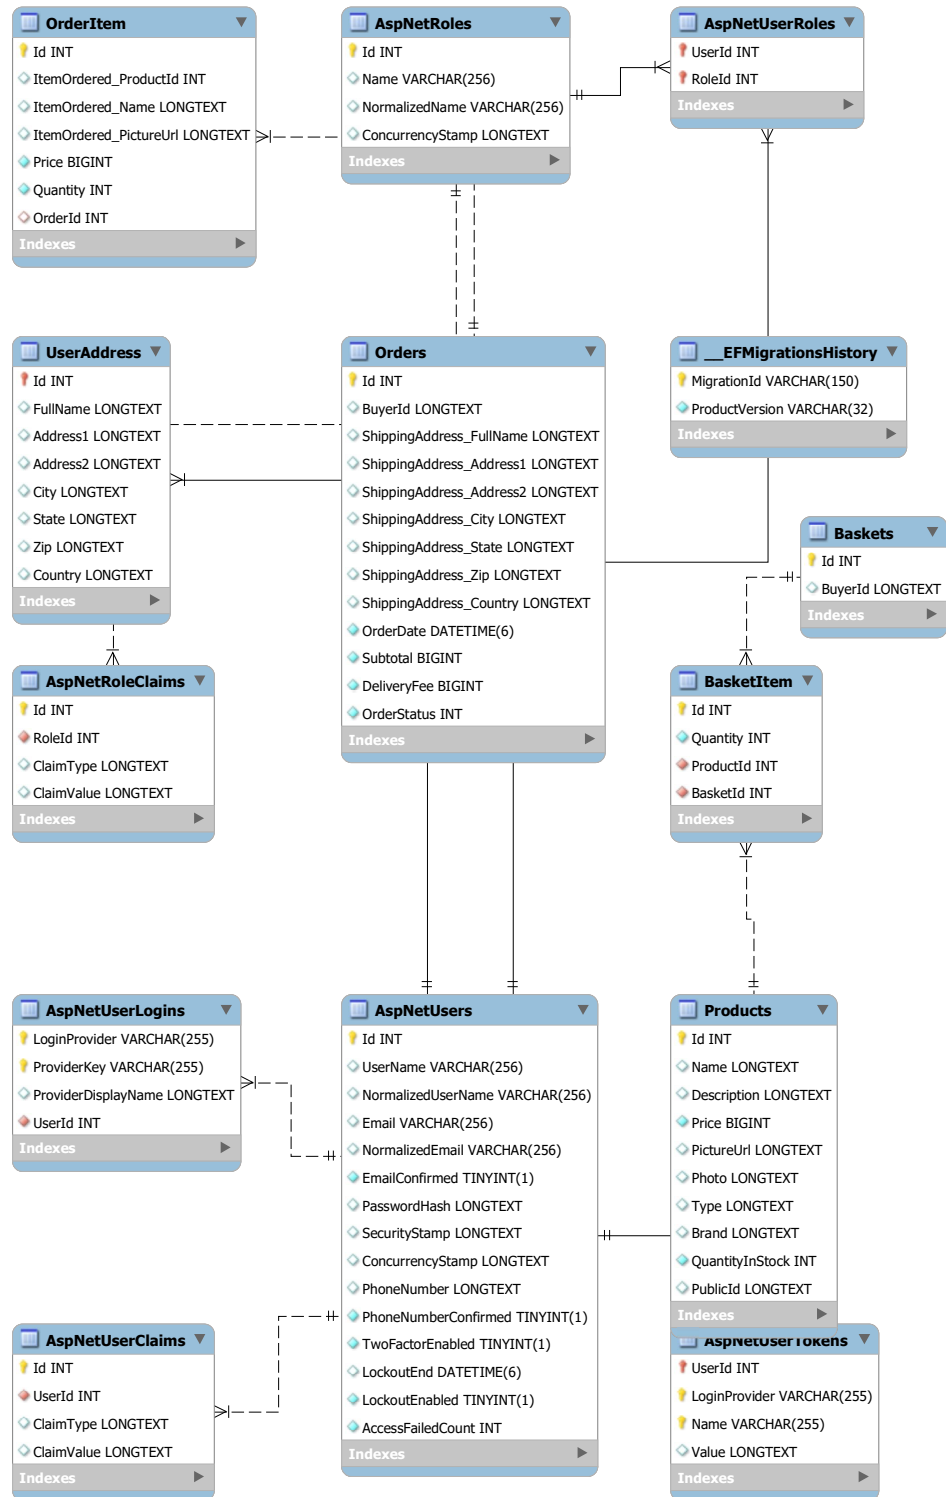 OrderItem
Id INT
ItemOrdered_ProductId INT
ItemOrdered_Name LONGTEXT
ItemOrdered_PictureUrl LONGTEXT
Price BIGINT
Quantity INT
OrderId INT
Indexes
AspNetRoles
Id INT
Name VARCHAR(256)
NormalizedName VARCHAR(256)
ConcurrencyStamp LONGTEXT
Indexes
AspNetUserRoles
UserId INT
RoleId INT
Indexes
UserAddress
Id INT
FullName LONGTEXT
Address1 LONGTEXT
Address2 LONGTEXT
City LONGTEXT
State LONGTEXT
Zip LONGTEXT
Country LONGTEXT
Indexes
Orders
Id INT
BuyerId LONGTEXT
ShippingAddress_FullName LONGTEXT
ShippingAddress_Address1 LONGTEXT
ShippingAddress_Address2 LONGTEXT
ShippingAddress_City LONGTEXT
ShippingAddress_State LONGTEXT
ShippingAddress_Zip LONGTEXT
ShippingAddress_Country LONGTEXT
OrderDate DATETIME(6)
Subtotal BIGINT
DeliveryFee BIGINT
OrderStatus INT
Indexes
__EFMigrationsHistory
MigrationId VARCHAR(150)
ProductVersion VARCHAR(32)
Indexes
Baskets
Id INT
BuyerId LONGTEXT
Indexes
AspNetRoleClaims
Id INT
RoleId INT
ClaimType LONGTEXT
ClaimValue LONGTEXT
Indexes
BasketItem
Id INT
Quantity INT
ProductId INT
BasketId INT
Indexes
AspNetUserLogins
LoginProvider VARCHAR(255)
ProviderKey VARCHAR(255)
ProviderDisplayName LONGTEXT
UserId INT
Indexes
AspNetUsers
Id INT
UserName VARCHAR(256)
NormalizedUserName VARCHAR(256)
Email VARCHAR(256)
NormalizedEmail VARCHAR(256)
EmailConfirmed TINYINT(1)
PasswordHash LONGTEXT
SecurityStamp LONGTEXT
ConcurrencyStamp LONGTEXT
PhoneNumber LONGTEXT
PhoneNumberConfirmed TINYINT(1)
TwoFactorEnabled TINYINT(1)
LockoutEnd DATETIME(6)
LockoutEnabled TINYINT(1)
AccessFailedCount INT
Indexes
Products
Id INT
Name LONGTEXT
Description LONGTEXT
Price BIGINT
PictureUrl LONGTEXT
Photo LONGTEXT
Type LONGTEXT
Brand LONGTEXT
QuantityInStock INT
PublicId LONGTEXT
Indexes
AspNetUserClaims
Id INT
UserId INT
ClaimType LONGTEXT
ClaimValue LONGTEXT
Indexes
AspNetUserTokens
UserId INT
LoginProvider VARCHAR(255)
Name VARCHAR(255)
Value LONGTEXT
Indexes